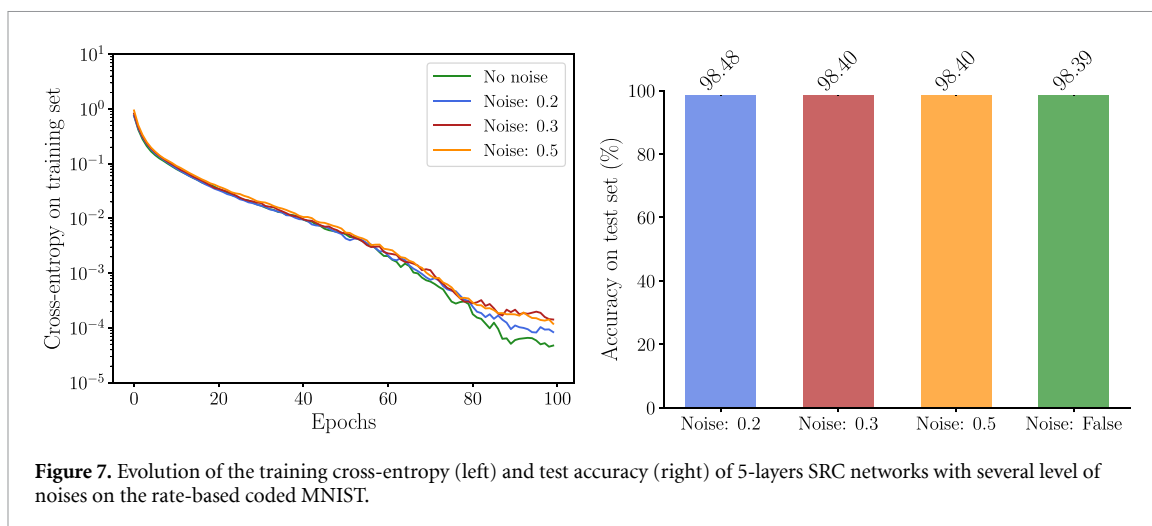 10^1
10^0
10^−1
10^−2
10^−3
10^−4
10^−5
Cross-entropy on training set
0 20 40 60 80 100
Epochs
No noise
Noise: 0.2
Noise: 0.3
Noise: 0.5
98.48 98.40 98.40 98.39
100
80
60
40
20
0
Accuracy on test set (%)
Noise: 0.2 Noise: 0.3 Noise: 0.5 Noise: False
Figure 7. Evolution of the training cross-entropy (left) and test accuracy (right) of 5-layers SRC networks with several level of
noises on the rate-based coded MNIST.